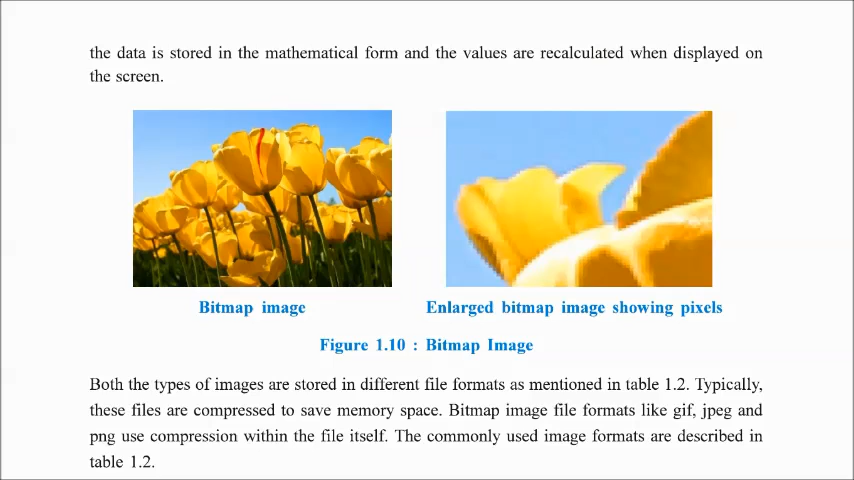 the data is stored in the mathematical form and the values are recalculated when displayed on
the screen.
Bitmap image
Enlarged bitmap image showing pixels
Figure 1.10 : Bitmap Image
Both the types of images are stored in different file formats as mentioned in table 1.2. Typically,
these files are compressed to save memory space. Bitmap image file formats like gif, jpeg and
png use compression within the file itself. The commonly used image formats are described in
table 1.2.